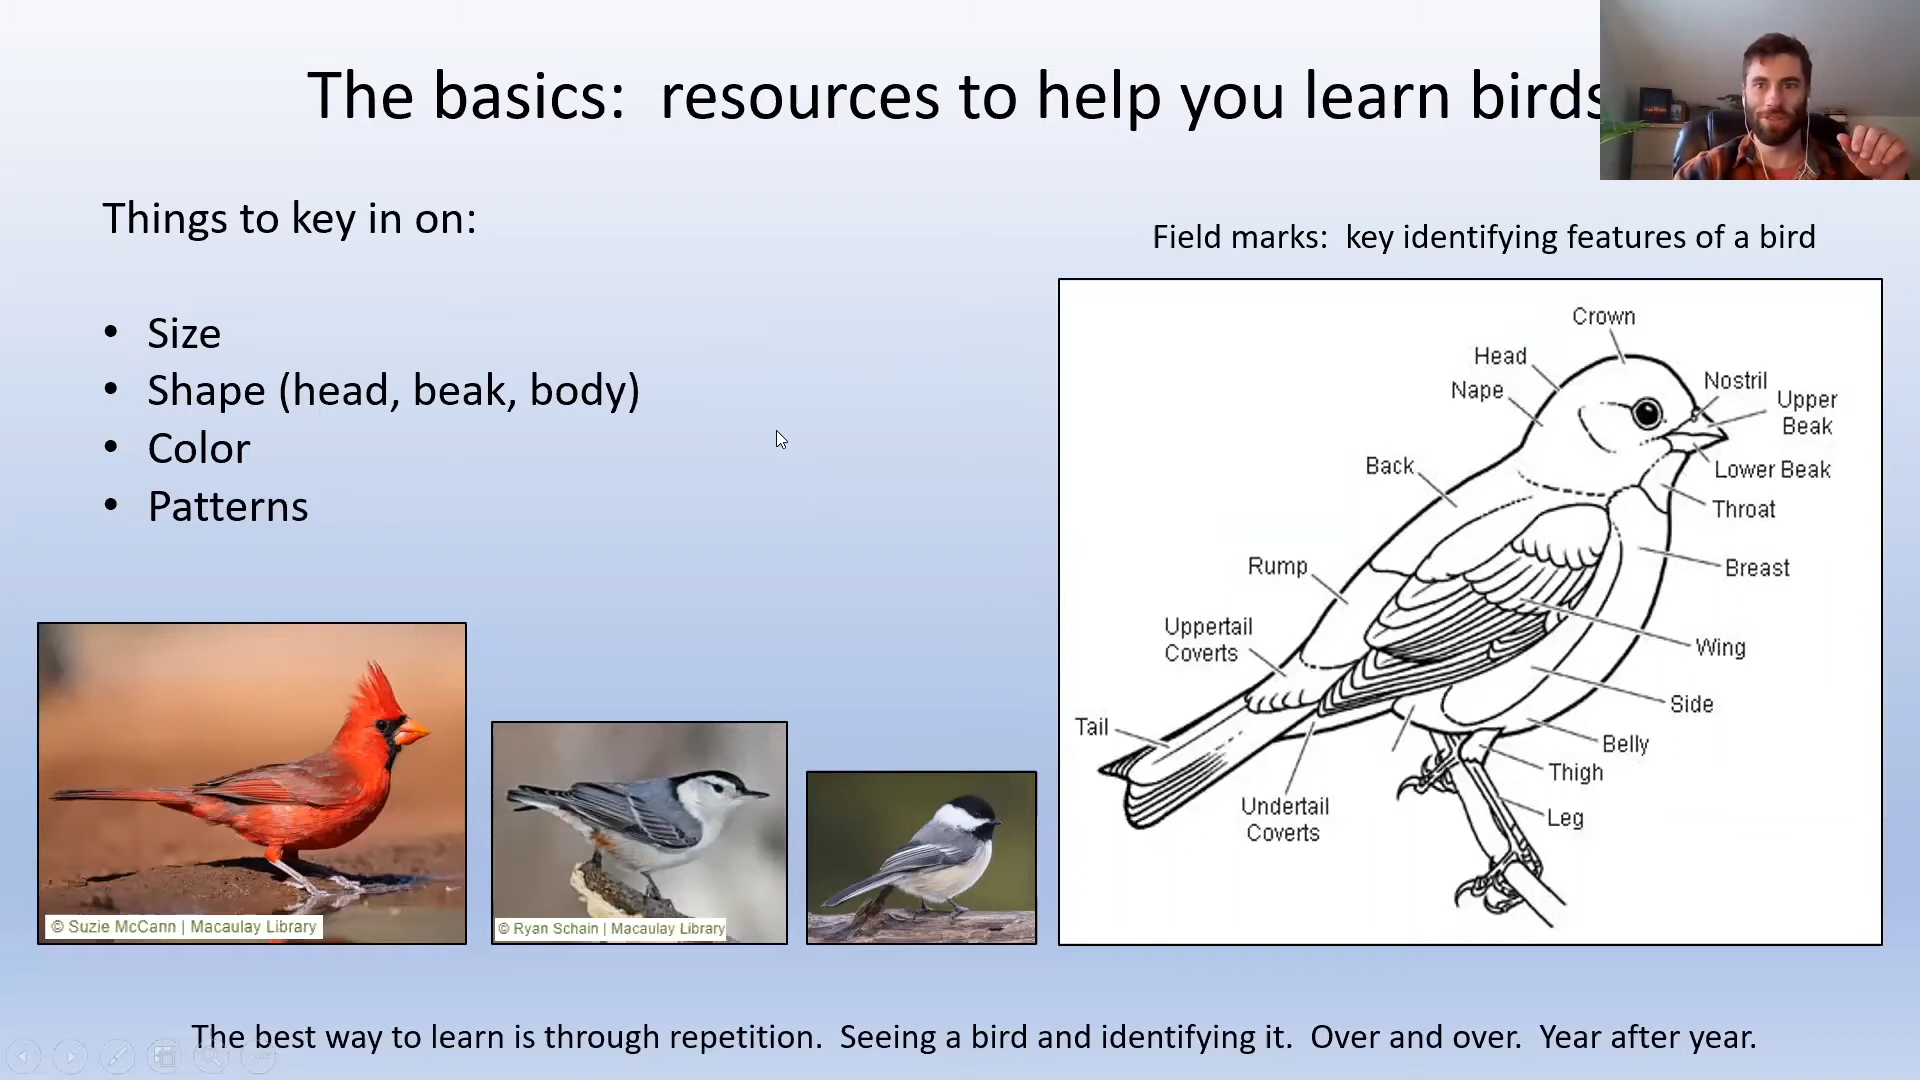 The basics:  resources to help you learn birds
Things to key in on:
• Size
• Shape (head, beak, body)
• Color
• Patterns
Field marks:  key identifying features of a bird
Crown
Head
Nape
Nostril
Upper
Beak
Lower Beak
Throat
Back
Breast
Rump
Uppertail
Coverts
Wing
Side
Tail
Belly
Thigh
Undertail
Coverts
Leg
© Suzie McCann | Macaulay Library
© Ryan Schain | Macaulay Library
The best way to learn is through repetition.  Seeing a bird and identifying it.  Over and over.  Year after year.